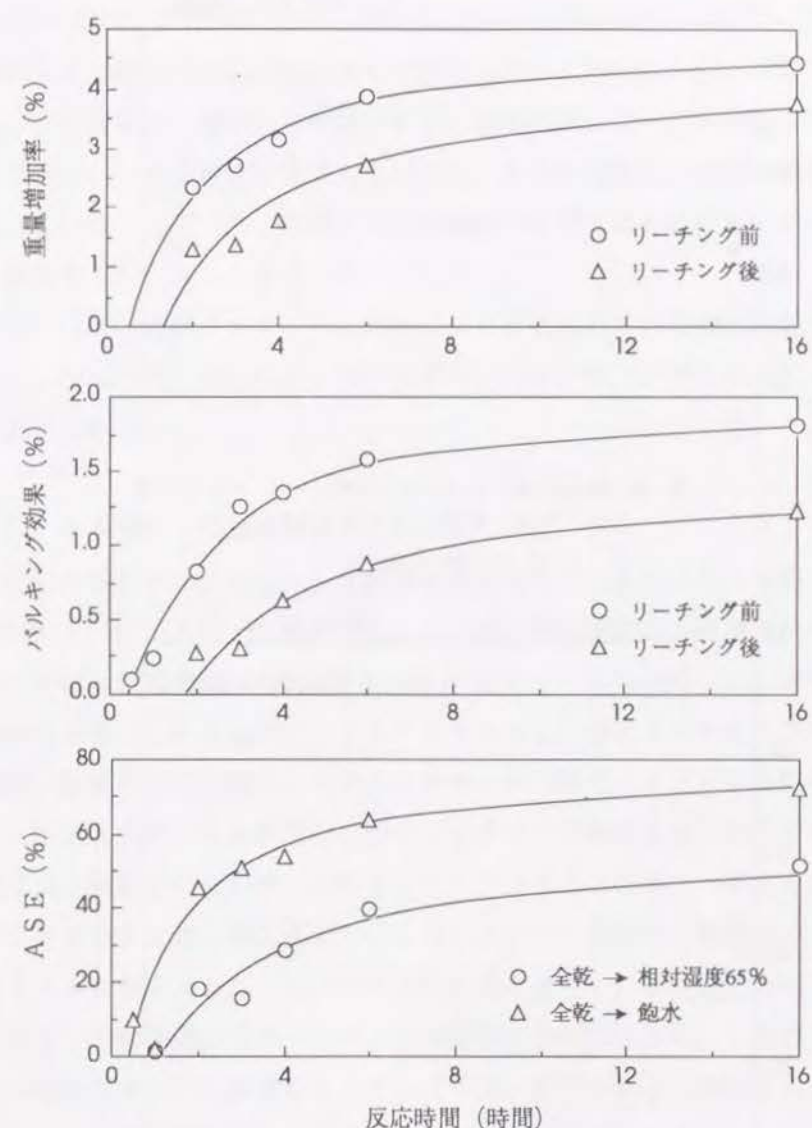 5
4
3
2
1
0
重量増加率 (%)
○ リーチング前
△ リーチング後
0 4 8 12 16
2.0
1.5
1.0
0.5
0.0
バルキング効果 (%)
○ リーチング前
△ リーチング後
0 4 8 12 16
80
60
40
20
0
ASE (%)
○ 全乾 → 相対湿度65%
△ 全乾 → 飽水
0 4 8 12 16
反応時間 (時間)